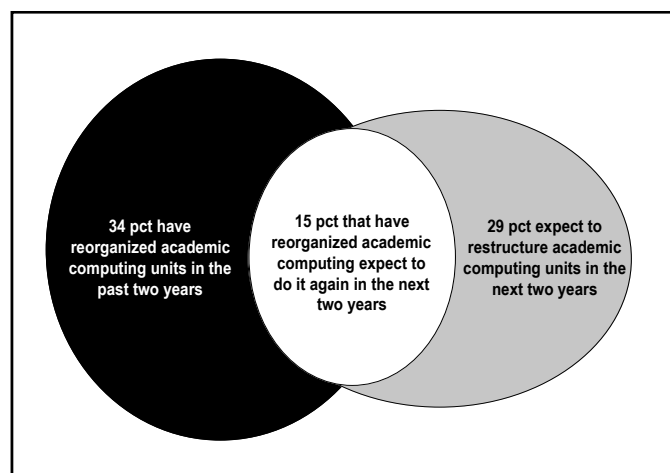 34 pct have
reorganized academic
computing units in the
past two years
15 pct that have
reorganized academic
computing expect to
do it again in the next
two years
29 pct expect to
restructure academic
computing units in the
next two years